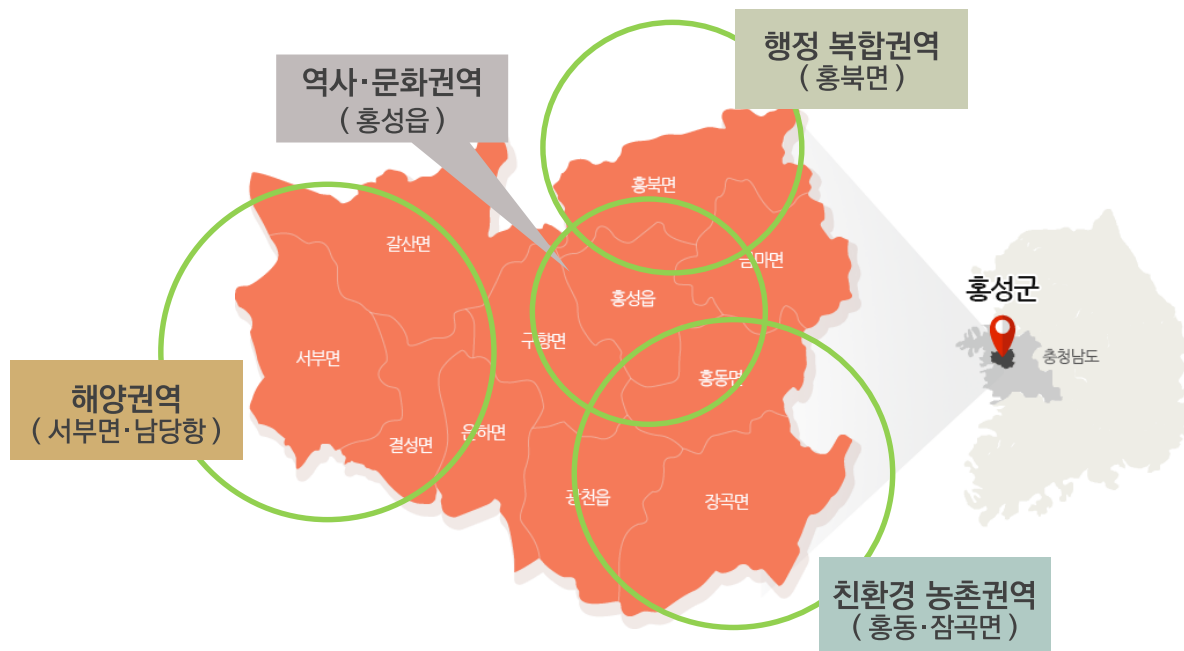 행정 복합권역
( 홍북면 )
역사·문화권역
( 홍성읍 )
홍북면
갈산면
금마면
홍성읍
홍성군
구항면
서부면
충청남도
홍동면
해양권역
( 서부면·남당항 )
은하면
결성면
광천읍
장곡면
친환경 농촌권역
( 홍동·잠곡면 )